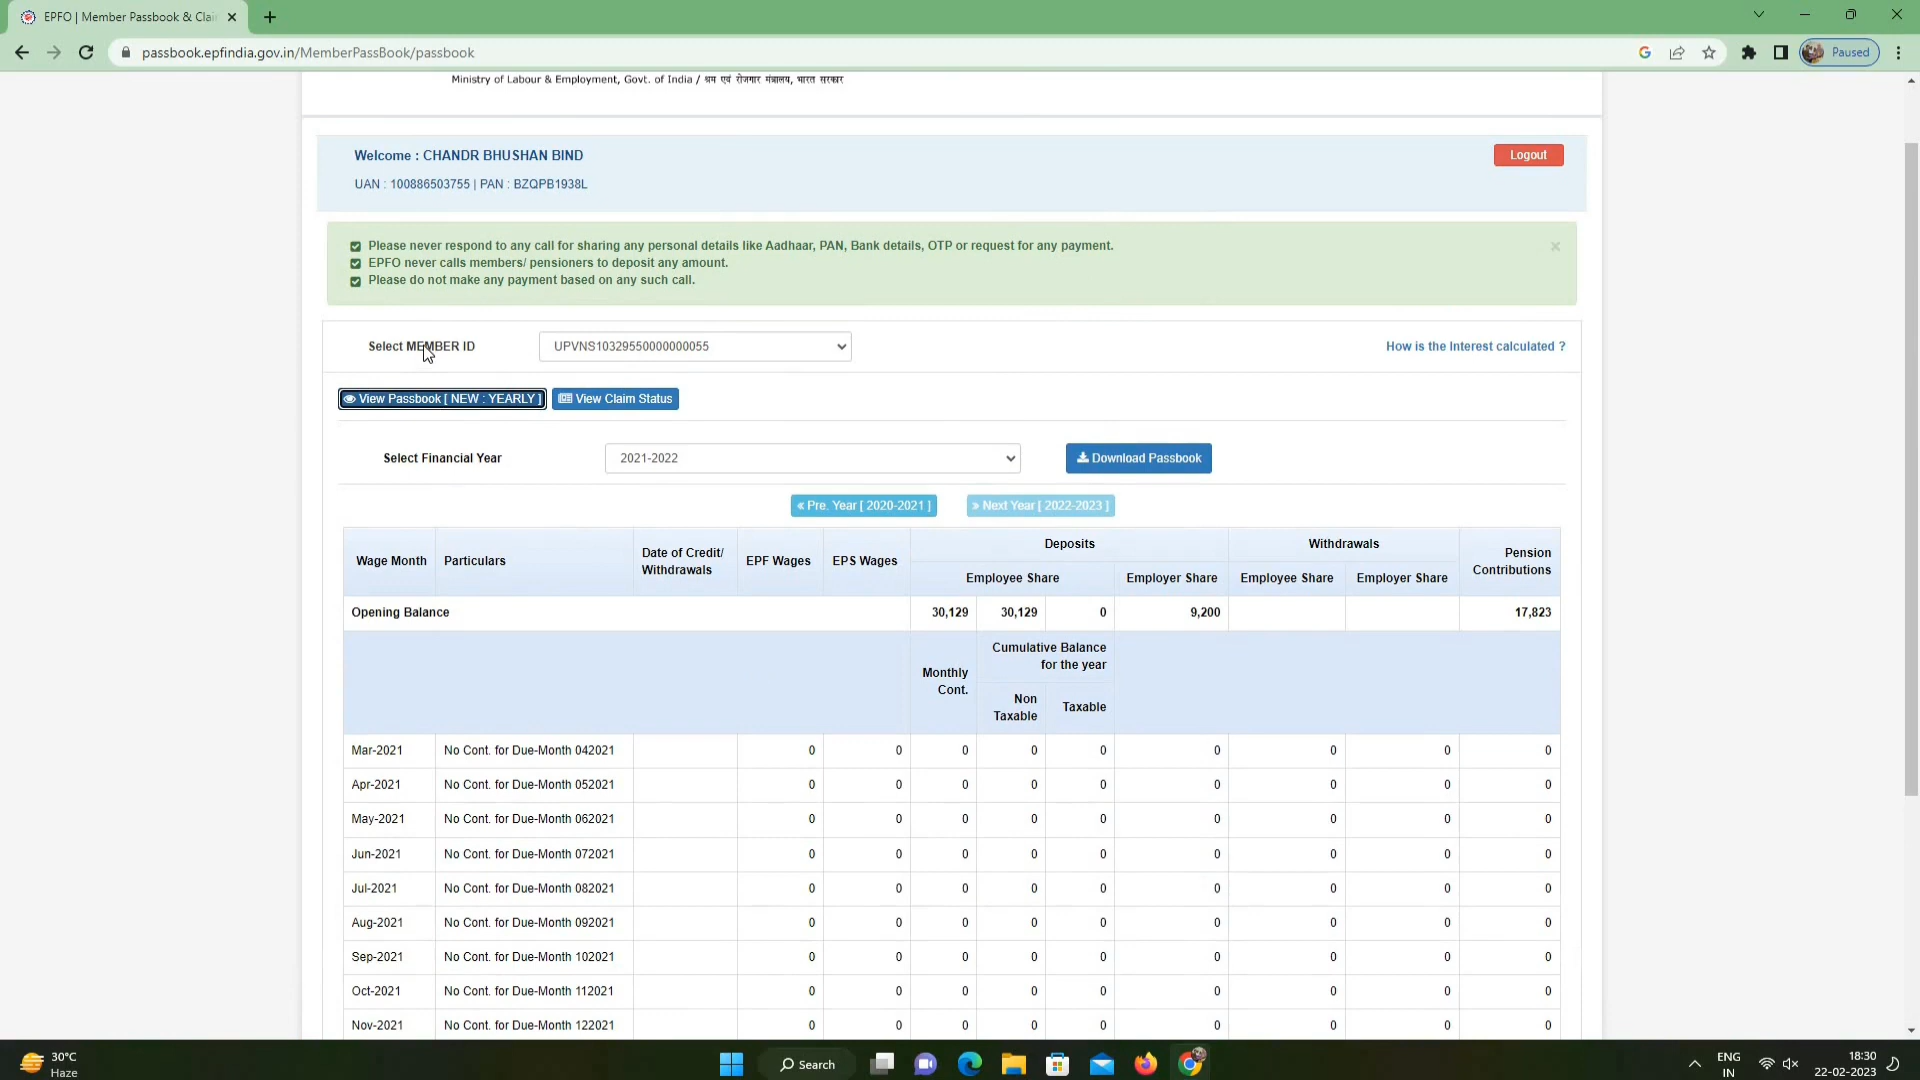 EPFO | Member Passbook & Clai
passbook.epfindia.gov.in/MemberPassBook/passbook
Paused
Ministry of Labour & Employment, Govt. of India / श्रम एवं रोजगार मंत्रालय, भारत सरकार
Welcome : CHANDR BHUSHAN BIND
Logout
UAN : 100886503755 | PAN : BZQPB1938L
Please never respond to any call for sharing any personal details like Aadhaar, PAN, Bank details, OTP or request for any payment.
EPFO never calls members/ pensioners to deposit any amount.
Please do not make any payment based on any such call.
Select MEMBER ID UPVNS10329550000000055 How is the Interest calculated ?
View Passbook [ NEW : YEARLY ] View Claim Status
Select Financial Year 2021-2022 Download Passbook
« Pre. Year [ 2020-2021 ] » Next Year [ 2022-2023 ]
Wage Month Particulars Date of Credit/ Withdrawals EPF Wages EPS Wages Deposits Withdrawals Pension Contributions
Employee Share Employer Share Employee Share Employer Share
Opening Balance 30,129 30,129 0 9,200 17,823
Monthly Cont. Cumulative Balance for the year
Non Taxable Taxable
Mar-2021 No Cont. for Due-Month 042021 0 0 0 0 0 0 0 0 0
Apr-2021 No Cont. for Due-Month 052021 0 0 0 0 0 0 0 0 0
May-2021 No Cont. for Due-Month 062021 0 0 0 0 0 0 0 0 0
Jun-2021 No Cont. for Due-Month 072021 0 0 0 0 0 0 0 0 0
Jul-2021 No Cont. for Due-Month 082021 0 0 0 0 0 0 0 0 0
Aug-2021 No Cont. for Due-Month 092021 0 0 0 0 0 0 0 0 0
Sep-2021 No Cont. for Due-Month 102021 0 0 0 0 0 0 0 0 0
Oct-2021 No Cont. for Due-Month 112021 0 0 0 0 0 0 0 0 0
Nov-2021 No Cont. for Due-Month 122021 0 0 0 0 0 0 0 0 0
30°C
Haze
Search
ENG
IN
18:30
22-02-2023